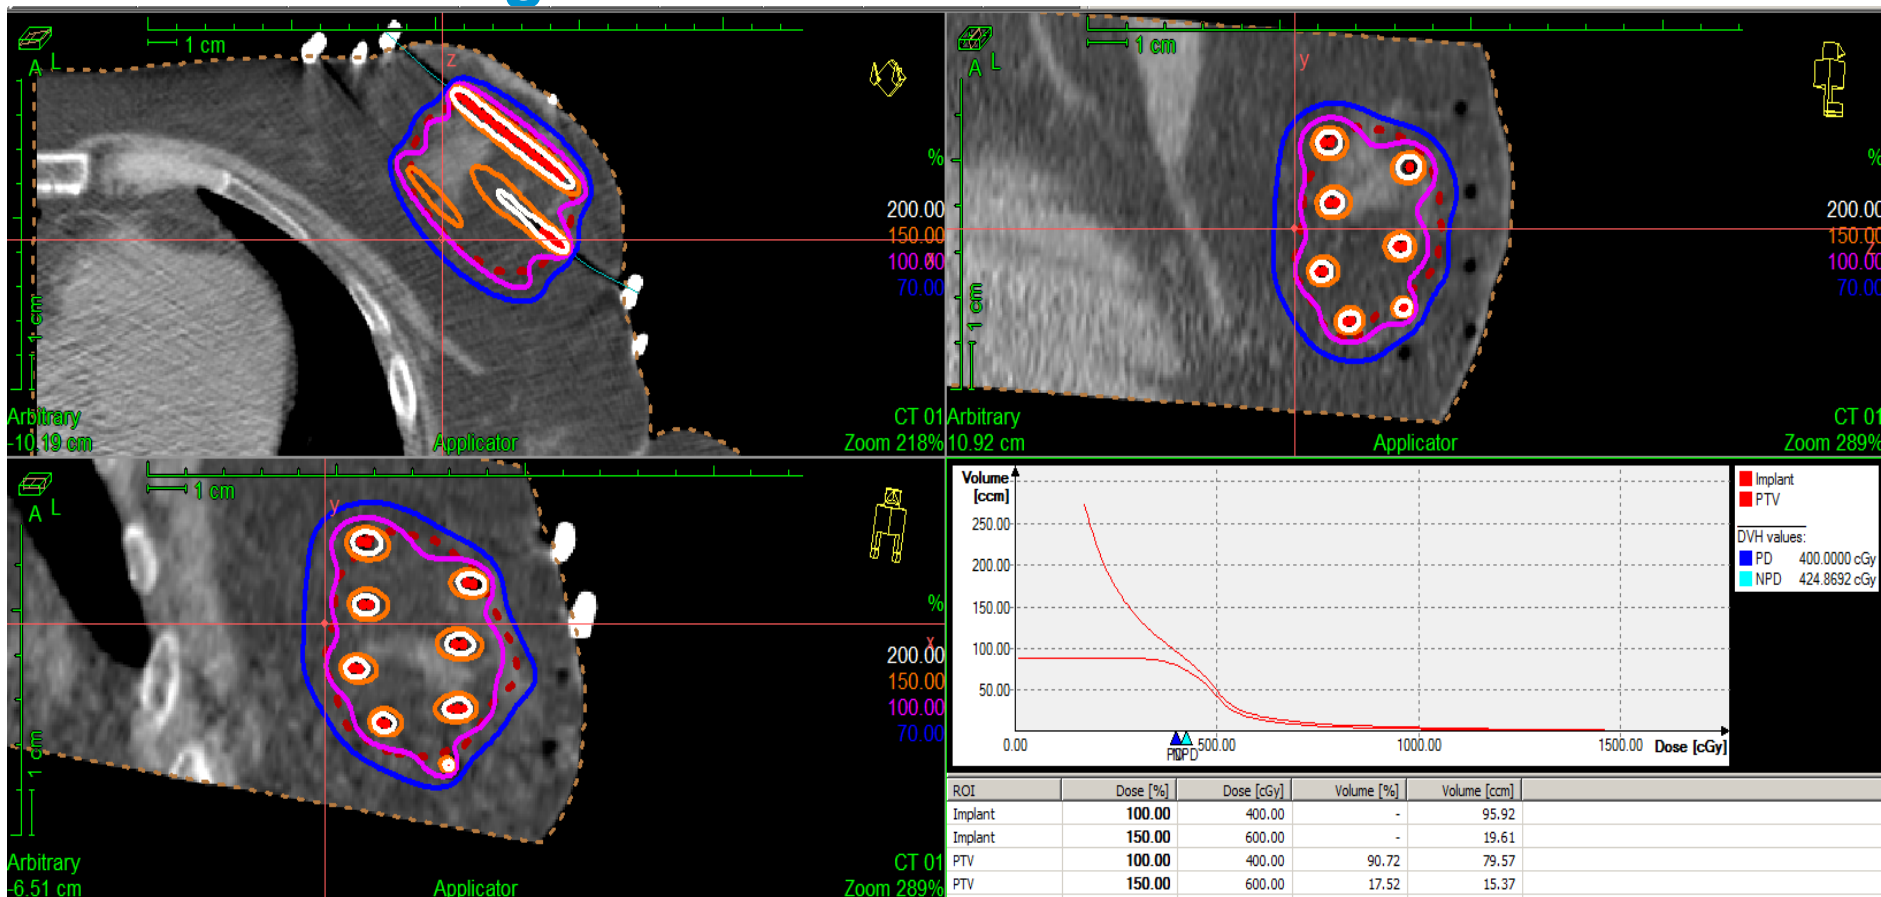 1 cm
A L
z
%
200.00
150.00
x
100.00
70.00
1 cm
Arbitrary
-10.19 cm
Applicator
CT 01
Zoom 218%
1 cm
A L
y
%
200.00
150.00
z
100.00
70.00
1 cm
Arbitrary
10.92 cm
Applicator
CT 01
Zoom 289%
1 cm
A L
y
%
x
200.00
150.00
100.00
70.00
1 cm
Arbitrary
-6.51 cm
Applicator
CT 01
Zoom 289%
Volume
[ccm]
250.00
200.00
150.00
100.00
50.00
0.00 500.00 1000.00 1500.00 Dose [cGy]
NPD
Implant
PTV
DVH values:
PD 400.0000 cGy
NPD 424.8692 cGy
ROI Dose [%] Dose [cGy] Volume [%] Volume [ccm]
Implant 100.00 400.00 - 95.92
Implant 150.00 600.00 - 19.61
PTV 100.00 400.00 90.72 79.57
PTV 150.00 600.00 17.52 15.37